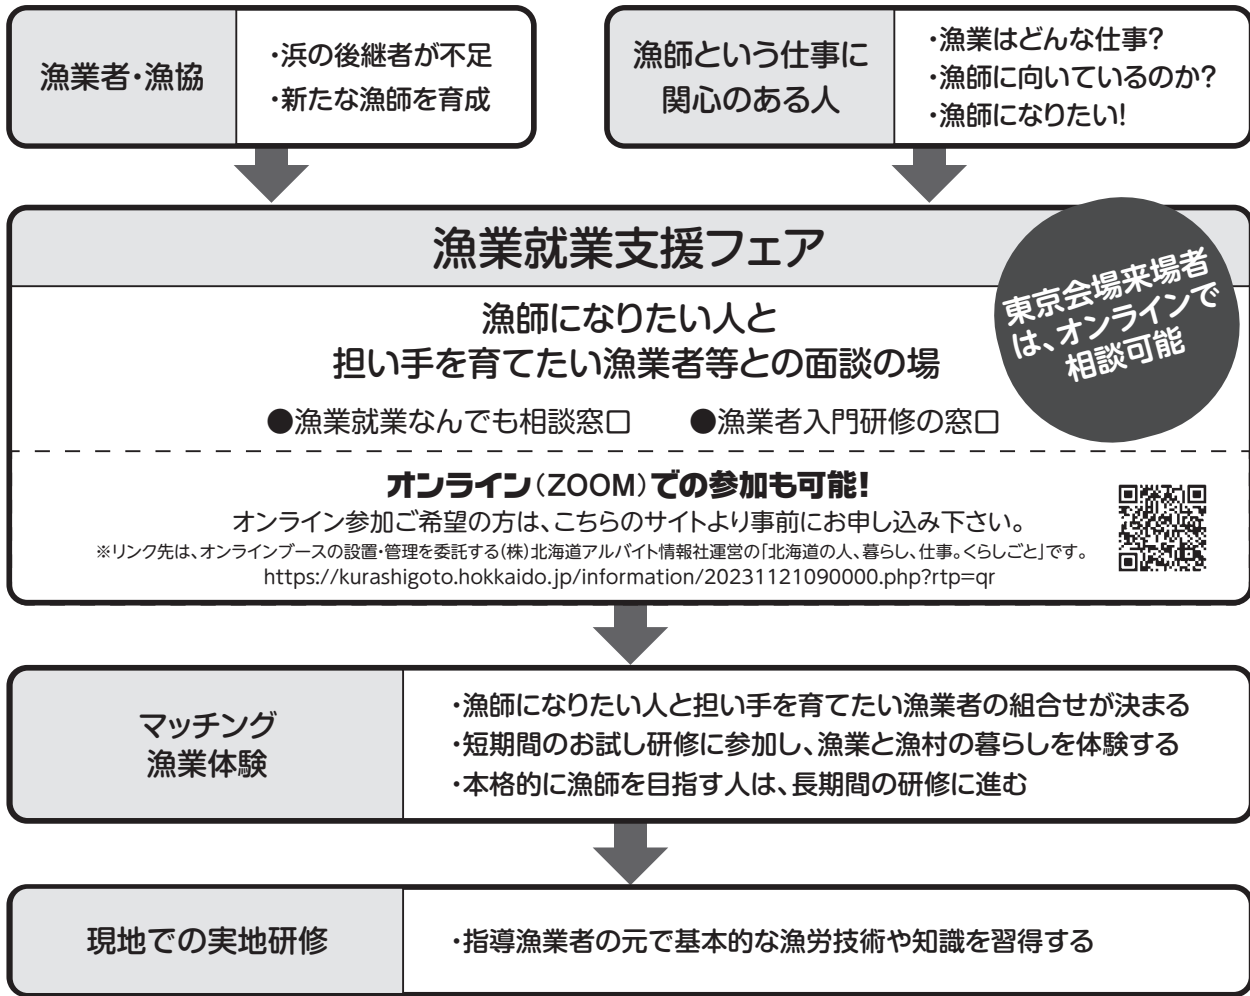 漁業者・漁協
・浜の後継者が不足
・新たな漁師を育成
漁師という仕事に
関心のある人
・漁業はどんな仕事?
・漁師に向いているのか?
・漁師になりたい!
漁業就業支援フェア
東京会場来場者
は、オンラインで
相談可能
漁師になりたい人と
担い手を育てたい漁業者等との面談の場
●漁業就業なんでも相談窓口 ●漁業者入門研修の窓口
オンライン(ZOOM)での参加も可能!
オンライン参加ご希望の方は、こちらのサイトより事前にお申し込み下さい。
※リンク先は、オンラインブースの設置・管理を委託する(株)北海道アルバイト情報社運営の「北海道の人、暮らし、仕事。くらしごと」です。
https://kurashigoto.hokkaido.jp/information/20231121090000.php?rtp=qr
マッチング
漁業体験
・漁師になりたい人と担い手を育てたい漁業者の組合せが決まる
・短期間のお試し研修に参加し、漁業と漁村の暮らしを体験する
・本格的に漁師を目指す人は、長期間の研修に進む
現地での実地研修
・指導漁業者の元で基本的な漁労技術や知識を習得する